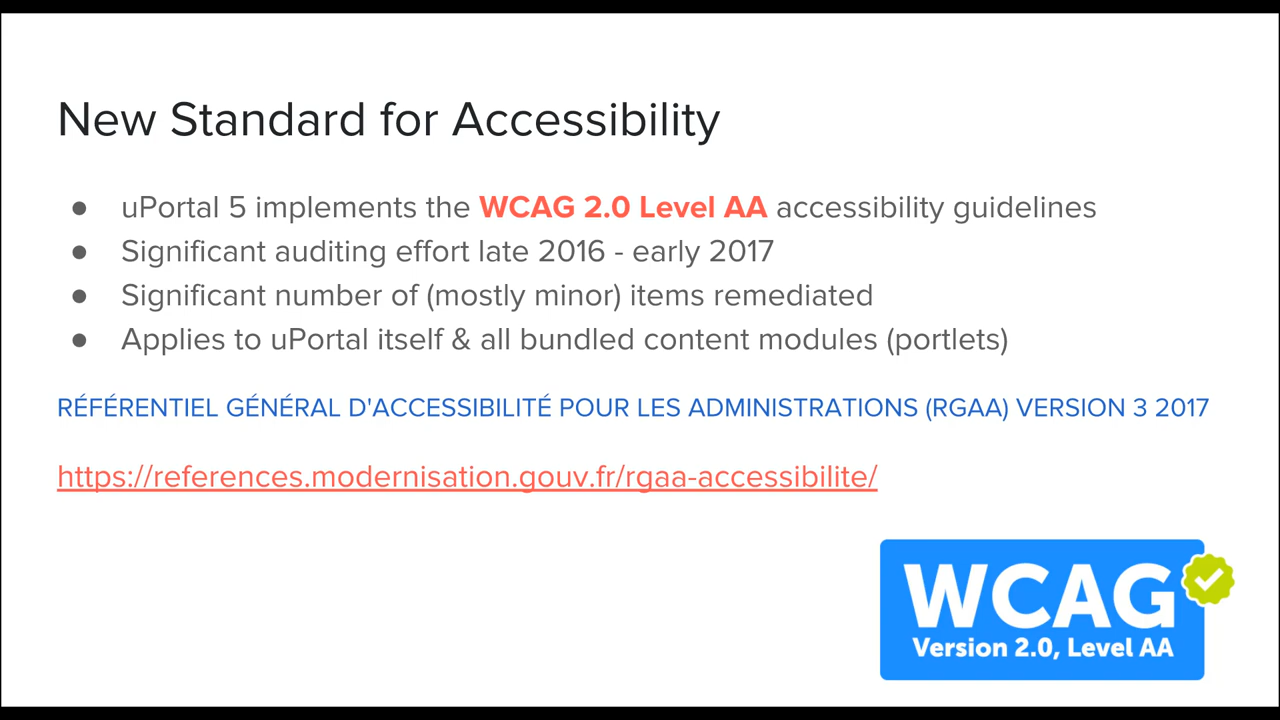 New Standard for Accessibility
● uPortal 5 implements the WCAG 2.0 Level AA accessibility guidelines
● Significant auditing effort late 2016 - early 2017
● Significant number of (mostly minor) items remediated
● Applies to uPortal itself & all bundled content modules (portlets)
RÉFÉRENTIEL GÉNÉRAL D'ACCESSIBILITÉ POUR LES ADMINISTRATIONS (RGAA) VERSION 3 2017
https://references.modernisation.gouv.fr/rgaa-accessibilite/
WCAG
Version 2.0, Level AA